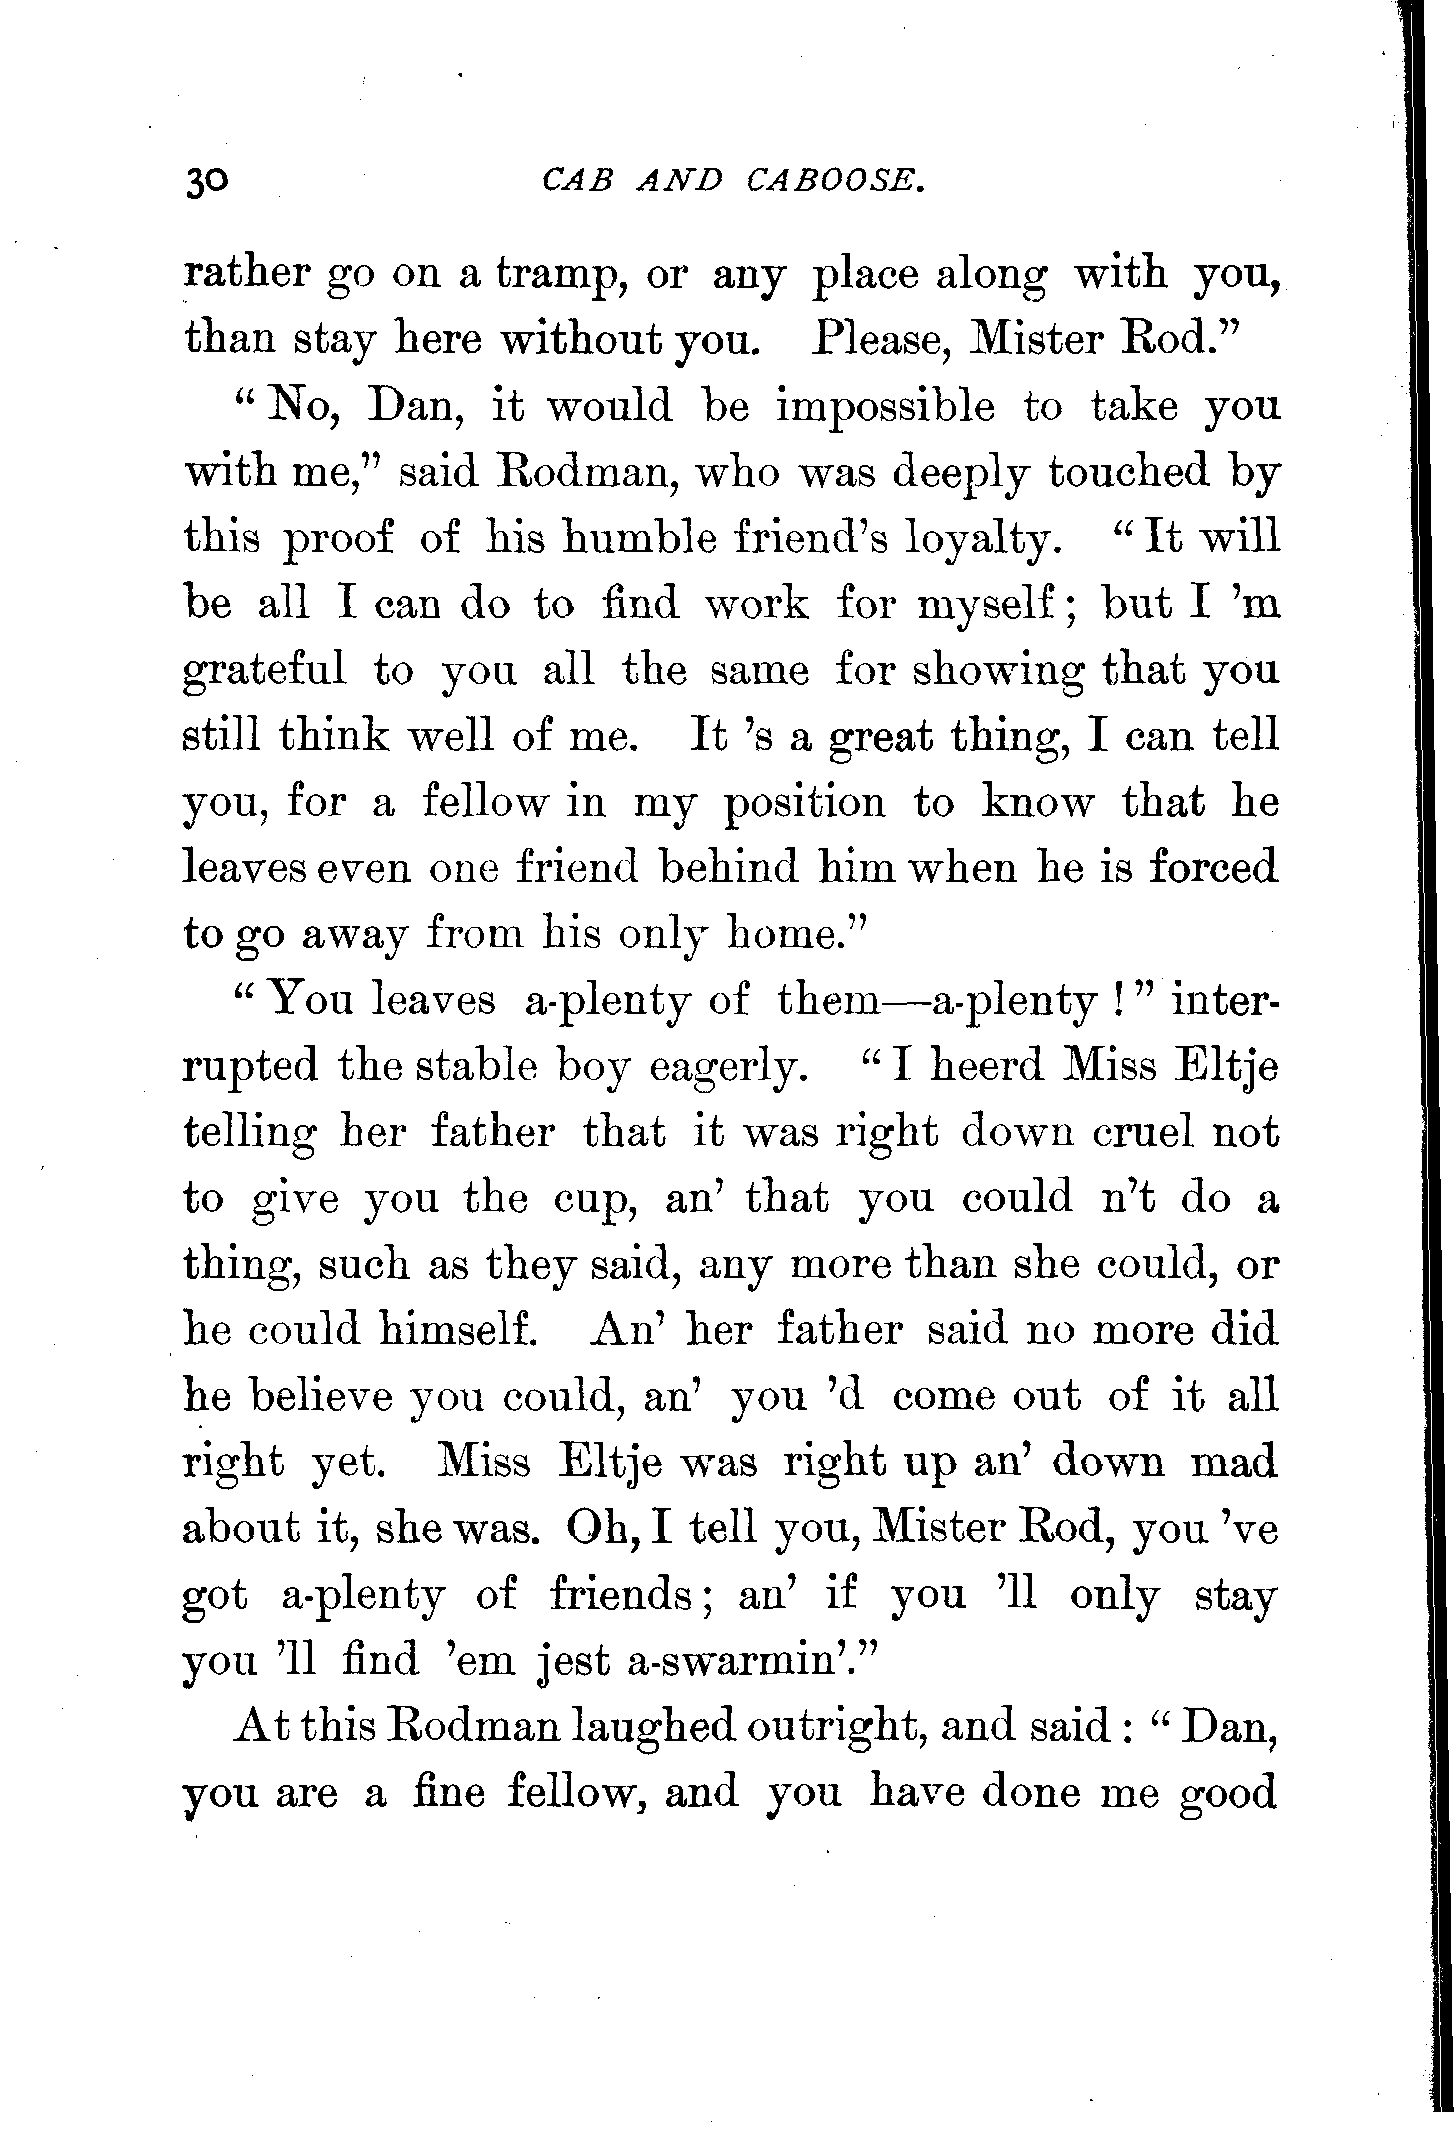 30 CAB AND CABOOSE.
rather go on a tramp, or any place along with you,
than stay here without you. Please, Mister Rod.”
“ No, Dan, it would be impossible to take you
with me,” said Rodman, who was deeply touched by
this proof of his humble friend’s loyalty. “ It will
be all I can do to find work for myself ; but I ’m
grateful to you all the same for showing that you
still think well of me. It ’s a great thing, I can tell
you, for a fellow in my position to know that he
leaves even one friend behind him when he is forced
to go away from his only home.”
“ You leaves a-plenty of them—a-plenty ! ” inter-
rupted the stable boy eagerly. “ I heerd Miss Eltje
telling her father that it was right down cruel not
to give you the cup, an’ that you could n’t do a
thing, such as they said, any more than she could, or
he could himself. An’ her father said no more did
he believe you could, an’ you ’d come out of it all
right yet. Miss Eltje was right up an’ down mad
about it, she was. Oh, I tell you, Mister Rod, you ’ve
got a-plenty of friends ; an’ if you ’ll only stay
you ’ll find ’em jest a-swarmin’.”
At this Rodman laughed outright, and said : “ Dan,
you are a fine fellow, and you have done me good